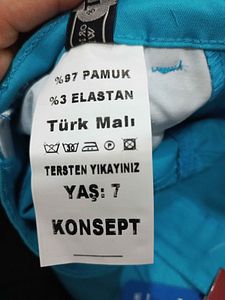 %97 PAMUK
%3 ELASTAN
Türk Malı
TERSTEN YIKAYINIZ
YAŞ: 7
KONSEPT